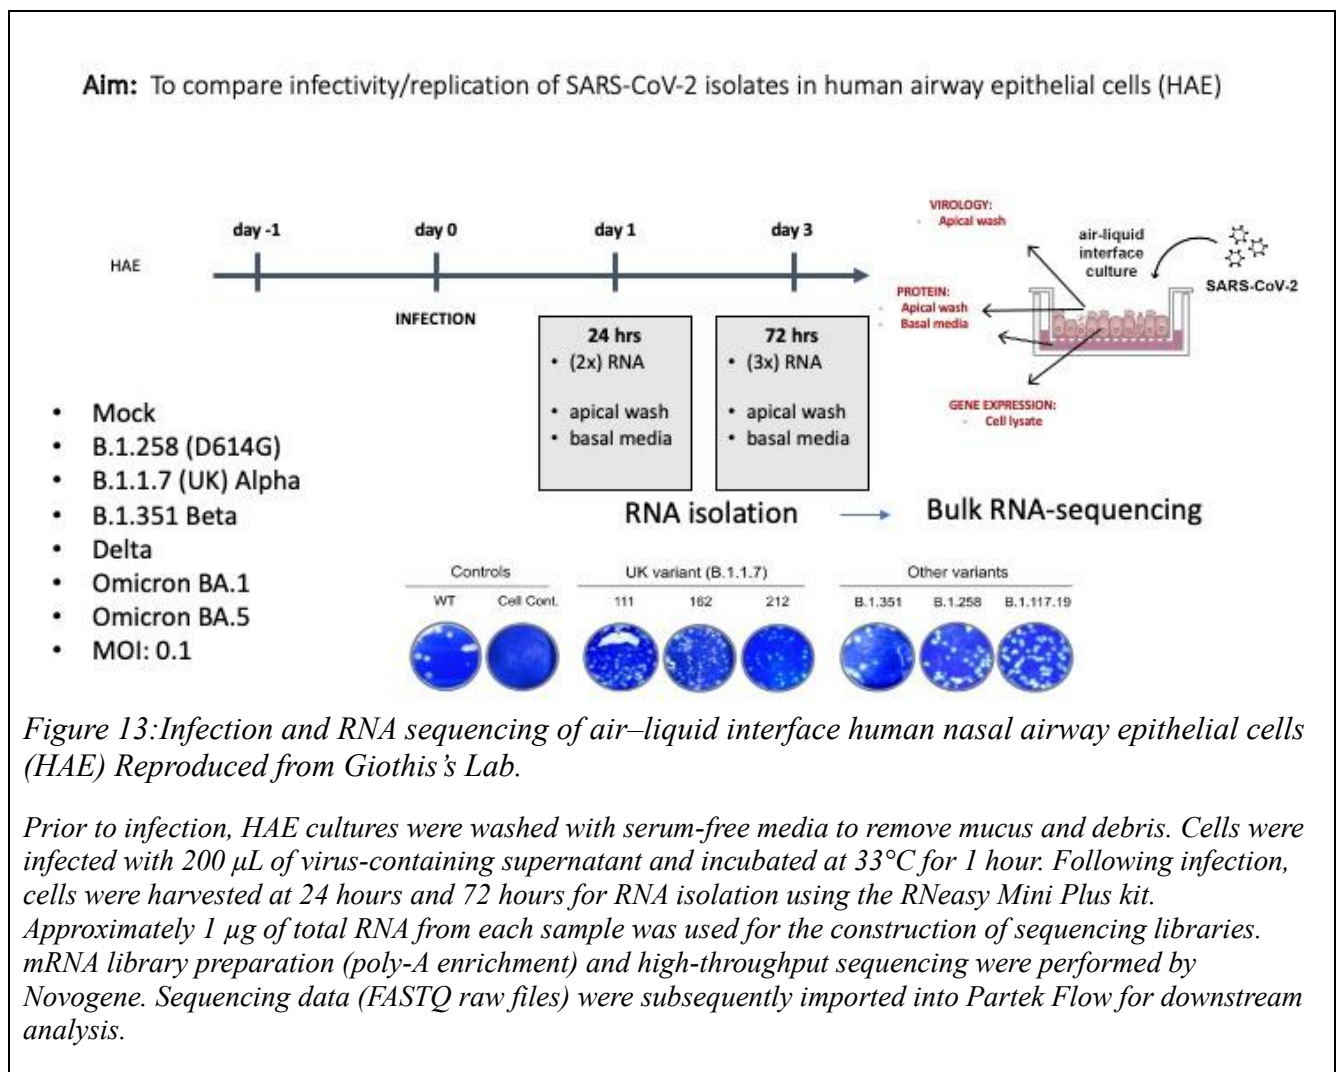 Aim: To compare infectivity/replication of SARS-CoV-2 isolates in human airway epithelial cells (HAE)
HAE
day -1
day 0
day 1
day 3
INFECTION
24 hrs
• (2x) RNA
• apical wash
• basal media
72 hrs
• (3x) RNA
• apical wash
• basal media
VIROLOGY:
- Apical wash
air-liquid
interface
culture
SARS-CoV-2
PROTEIN:
- Apical wash
- Basal media
GENE EXPRESSION:
- Cell lysate
• Mock
• B.1.258 (D614G)
• B.1.1.7 (UK) Alpha
• B.1.351 Beta
• Delta
• Omicron BA.1
• Omicron BA.5
• MOI: 0.1
RNA isolation
Bulk RNA-sequencing
Controls
WT
Cell Cont.
UK variant (B.1.1.7)
111
162
212
Other variants
B.1.351
B.1.258
B.1.117.19
Figure 13:Infection and RNA sequencing of air–liquid interface human nasal airway epithelial cells
(HAE) Reproduced from Giothis’s Lab.
Prior to infection, HAE cultures were washed with serum-free media to remove mucus and debris. Cells were
infected with 200 µL of virus-containing supernatant and incubated at 33°C for 1 hour. Following infection,
cells were harvested at 24 hours and 72 hours for RNA isolation using the RNeasy Mini Plus kit.
Approximately 1 µg of total RNA from each sample was used for the construction of sequencing libraries.
mRNA library preparation (poly-A enrichment) and high-throughput sequencing were performed by
Novogene. Sequencing data (FASTQ raw files) were subsequently imported into Partek Flow for downstream
analysis.